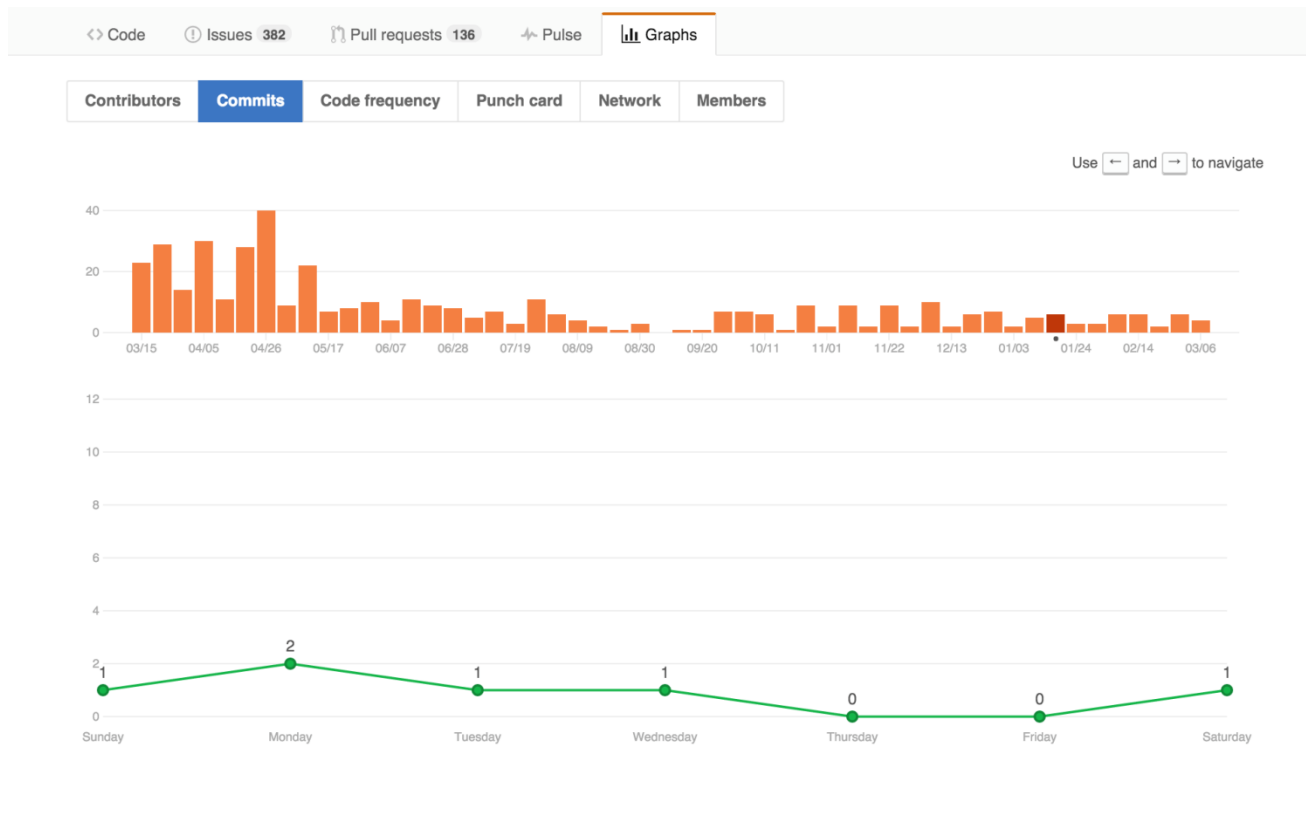 <> Code Issues 382 Pull requests 136 Pulse Graphs
Contributors Commits Code frequency Punch card Network Members
Use ← and → to navigate
40
20
0
03/15 04/05 04/26 05/17 06/07 06/28 07/19 08/09 08/30 09/20 10/11 11/01 11/22 12/13 01/03 01/24 02/14 03/06
12
10
8
6
4
2
2
1 1 1 1
0 0
0
Sunday Monday Tuesday Wednesday Thursday Friday Saturday